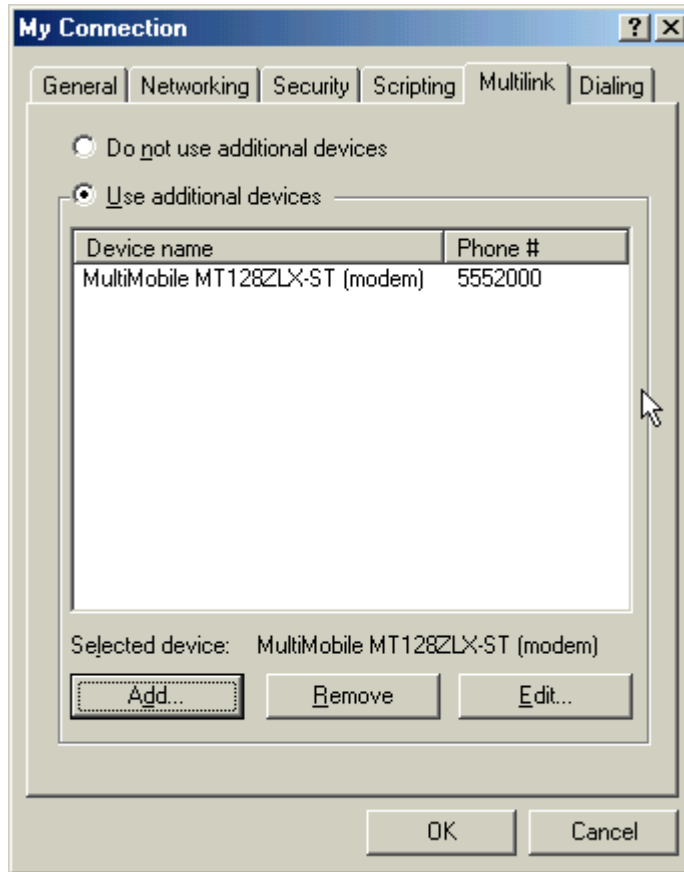 My Connection
General Networking Security Scripting Multilink Dialing
Do not use additional devices
Use additional devices
Device name Phone #
MultiMobile MT128ZLX-ST (modem) 5552000
Selected device: MultiMobile MT128ZLX-ST (modem)
Add... Remove Edit...
OK Cancel